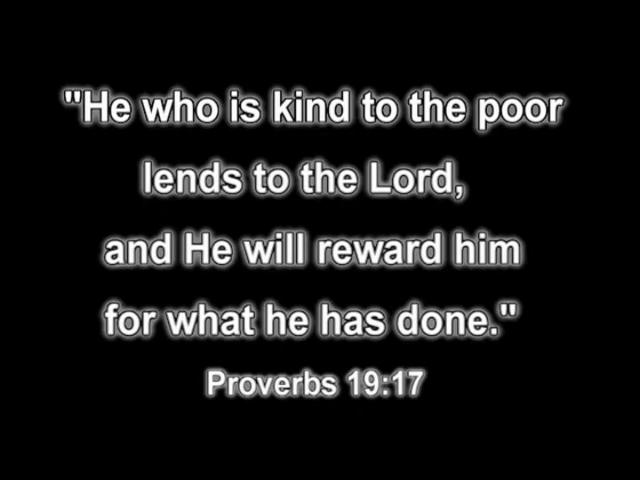 "He who is kind to the poor
lends to the Lord,
and He will reward him
for what he has done."
Proverbs 19:17